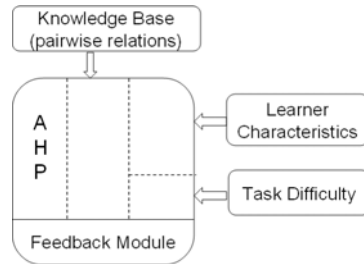 Knowledge Base
(pairwise relations)
A
H
P
Learner
Characteristics
Task Difficulty
Feedback Module